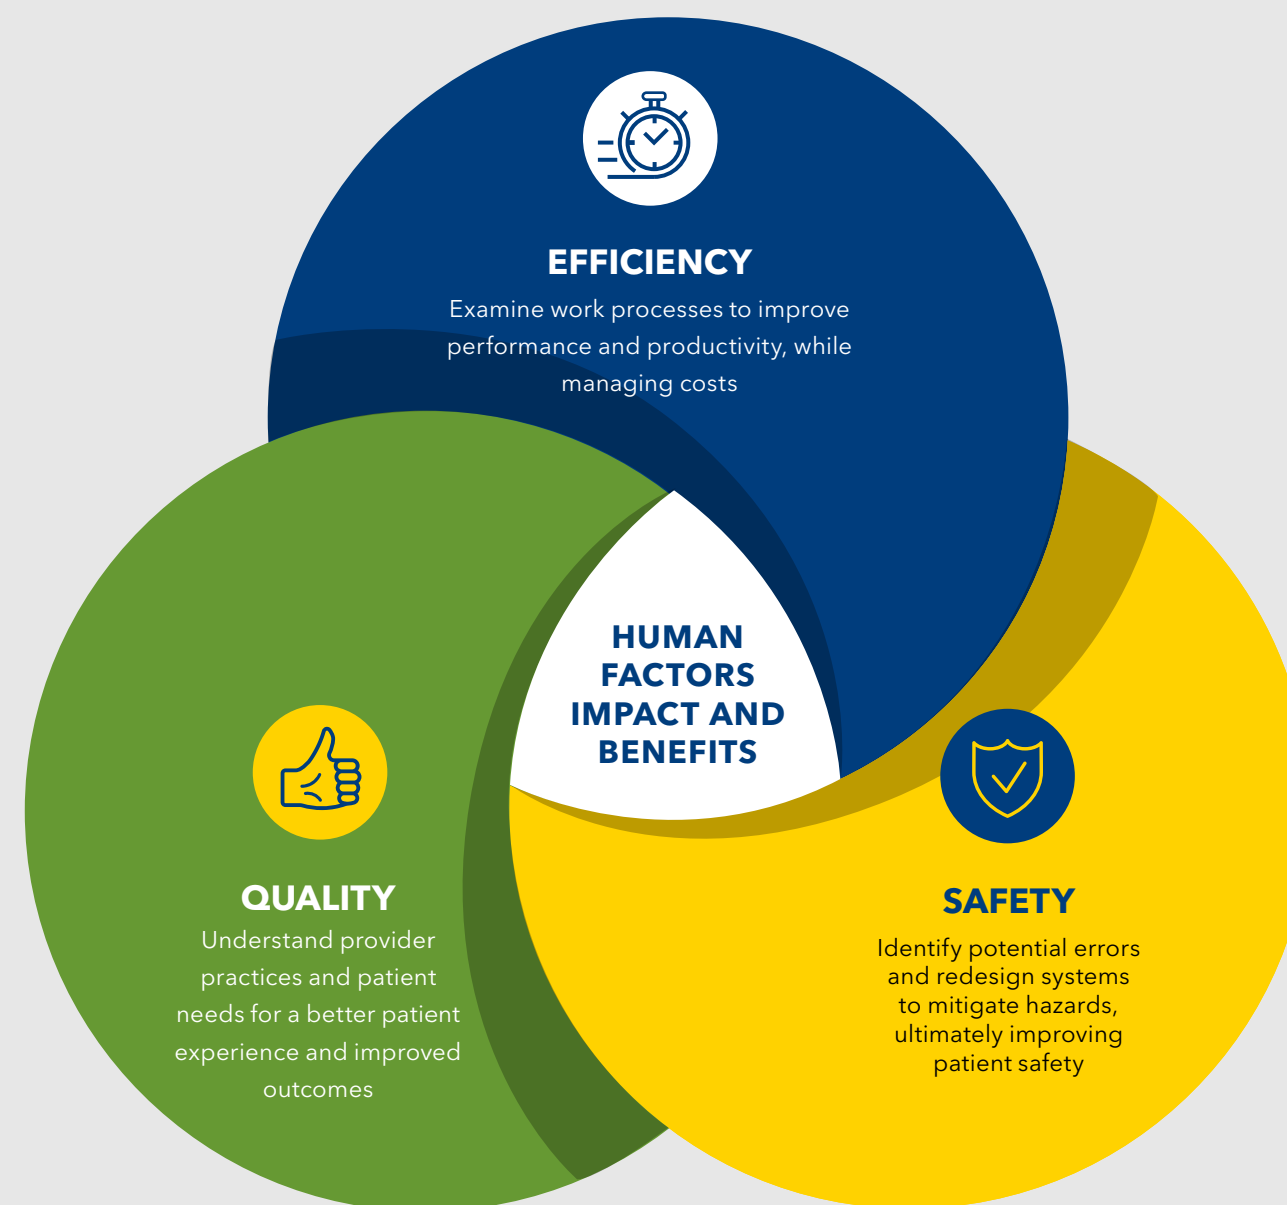 EFFICIENCY
Examine work processes to improve
performance and productivity, while
managing costs
HUMAN
FACTORS
IMPACT AND
BENEFITS
QUALITY
Understand provider
practices and patient
needs for a better patient
experience and improved
outcomes
SAFETY
Identify potential errors
and redesign systems
to mitigate hazards,
ultimately improving
patient safety